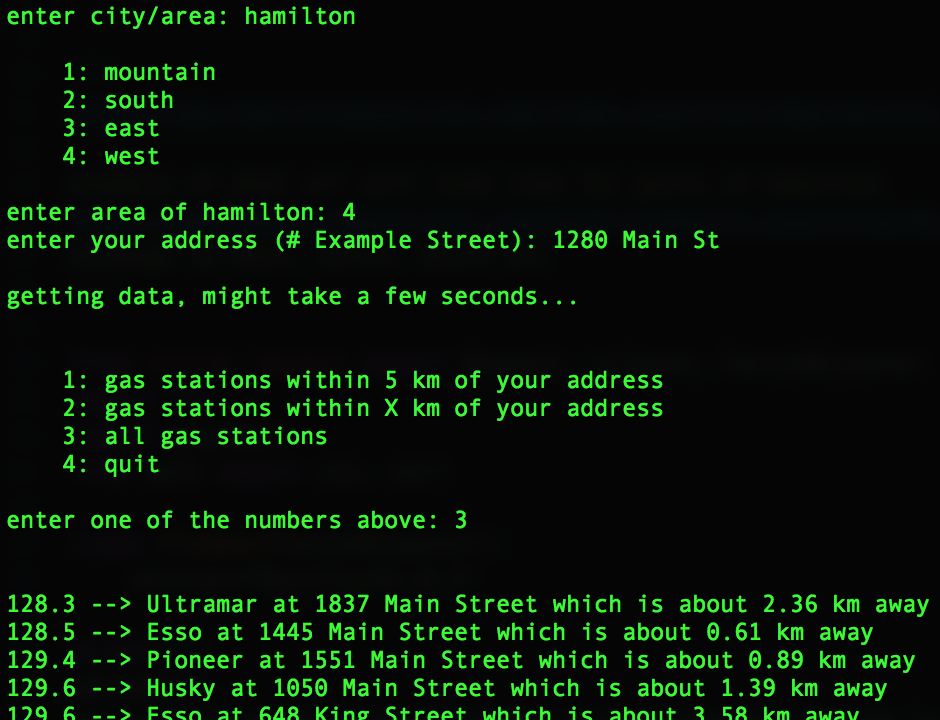 enter city/area: hamilton
1: mountain
2: south
3: east
4: west
enter area of hamilton: 4
enter your address (# Example Street): 1280 Main St
getting data, might take a few seconds...
1: gas stations within 5 km of your address
2: gas stations within X km of your address
3: all gas stations
4: quit
enter one of the numbers above: 3
128.3 --> Ultramar at 1837 Main Street which is about 2.36 km away
128.5 --> Esso at 1445 Main Street which is about 0.61 km away
129.4 --> Pioneer at 1551 Main Street which is about 0.89 km away
129.6 --> Husky at 1050 Main Street which is about 1.39 km away
129.6 --> Esso at 648 King Street which is about 3.58 km away